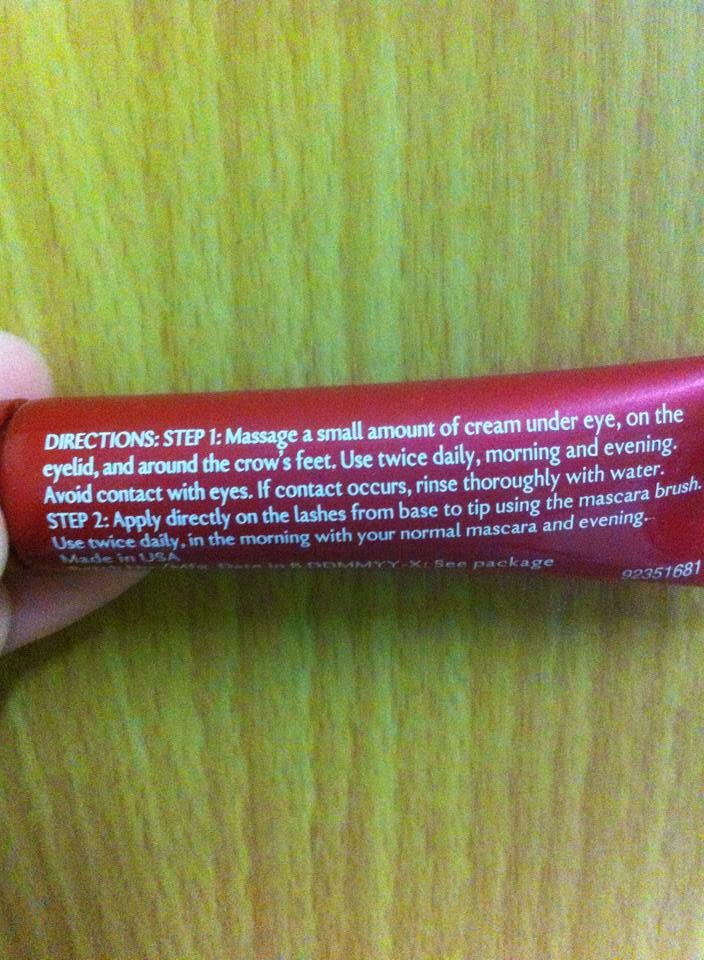 DIRECTIONS: STEP 1: Massage a small amount of cream under eye, on the
eyelid, and around the crow's feet. Use twice daily, morning and evening.
Avoid contact with eyes. If contact occurs, rinse thoroughly with water.
STEP 2: Apply directly on the lashes from base to tip using the mascara brush.
Use twice daily, in the morning with your normal mascara and evening.
Made in USA
Date in B DDMMYY-X: See package
92351681